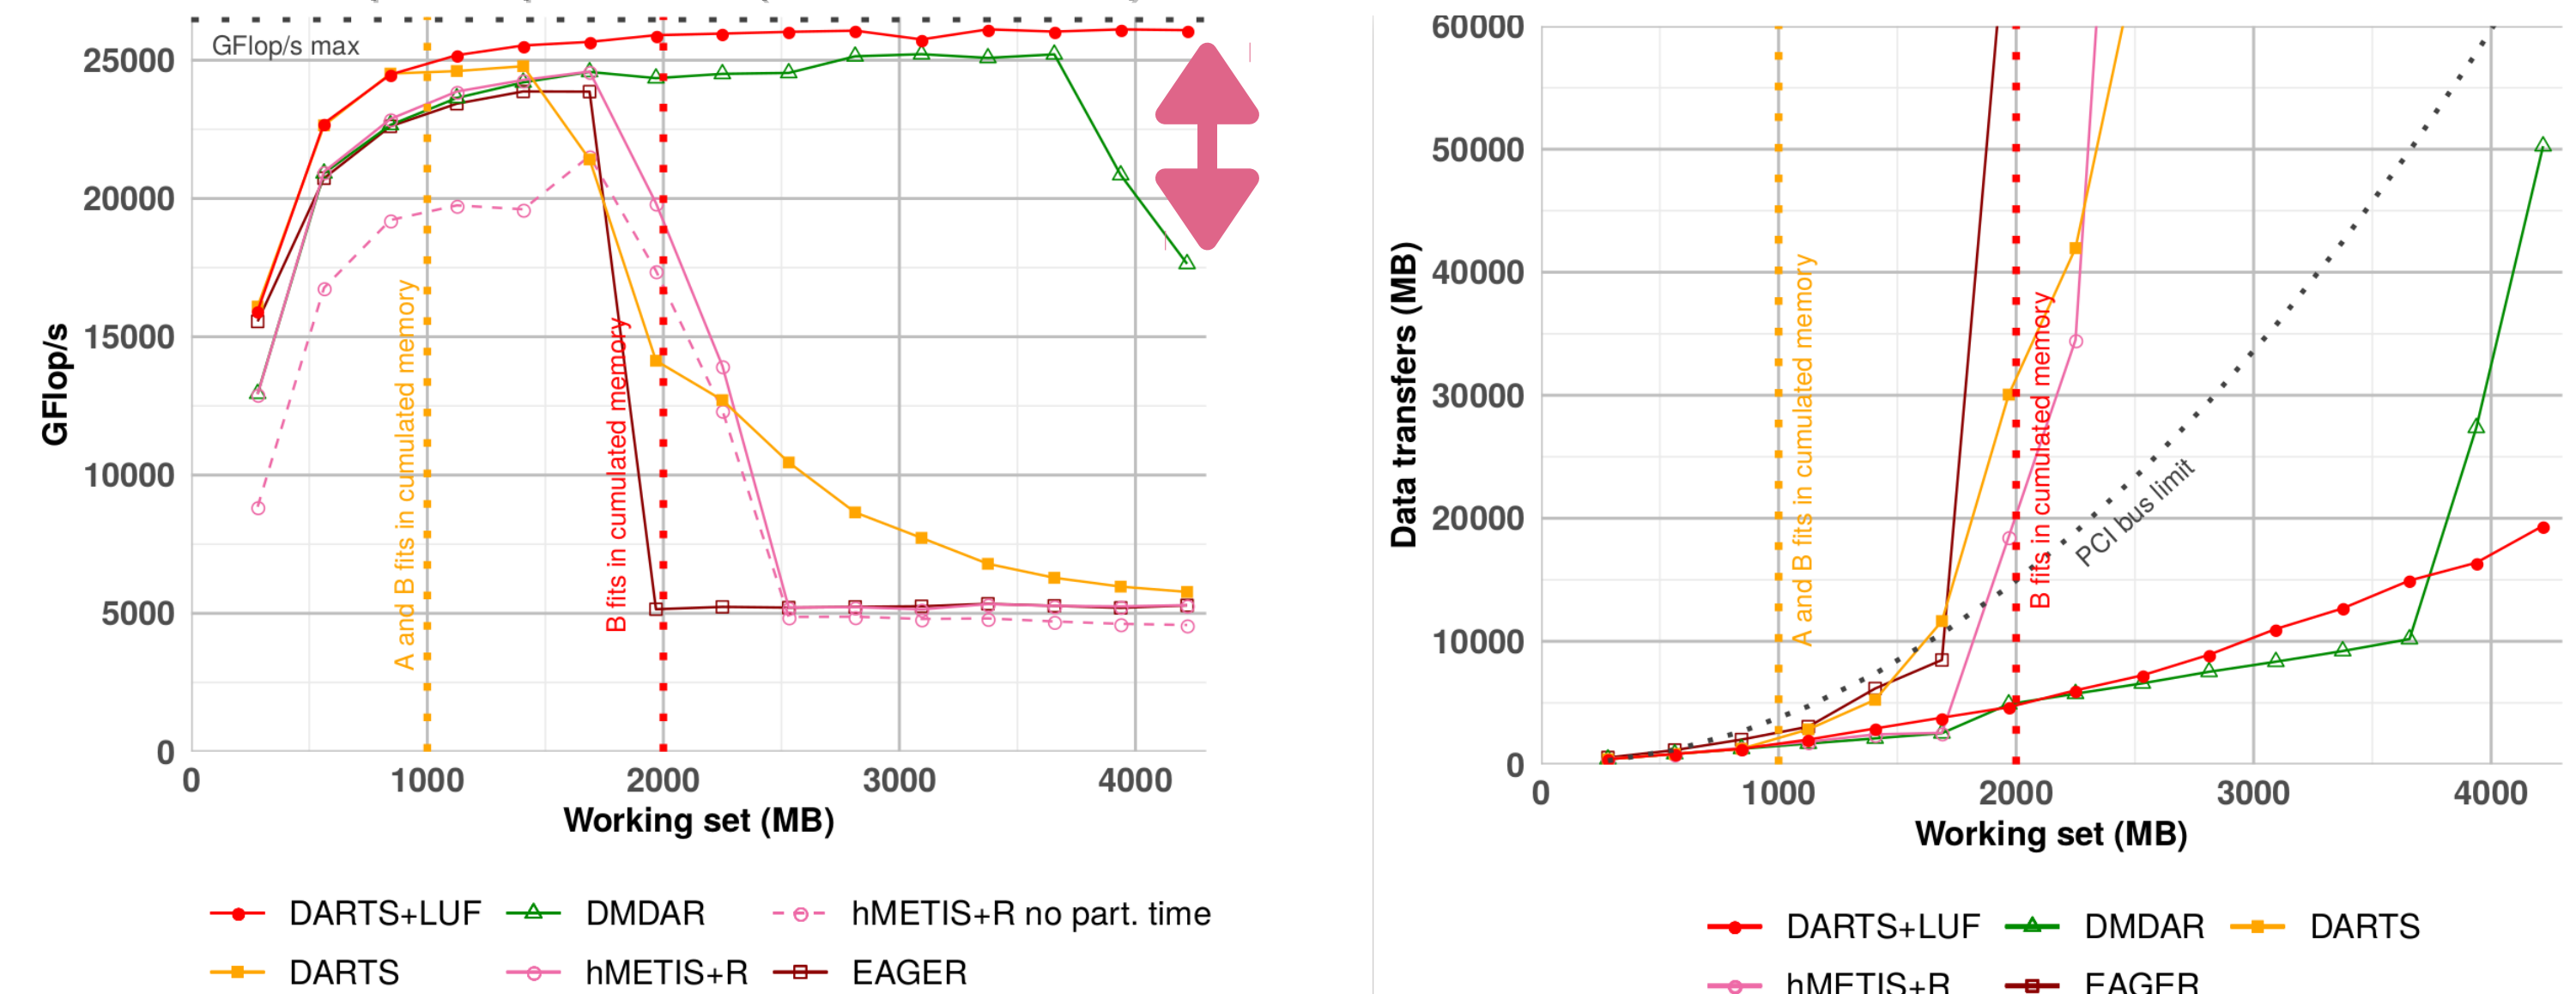 GFlop/s max
25000
20000
15000
10000
5000
0
GFlop/s
A and B fits in cumulated memory
B fits in cumulated memory
0 1000 2000 3000 4000
Working set (MB)
DARTS+LUF DMDAR hMETIS+R no part. time
DARTS hMETIS+R EAGER
60000
50000
40000
30000
20000
10000
0
Data transfers (MB)
A and B fits in cumulated memory
B fits in cumulated memory
PCI bus limit
0 1000 2000 3000 4000
Working set (MB)
DARTS+LUF DMDAR DARTS
hMETIS+R EAGER